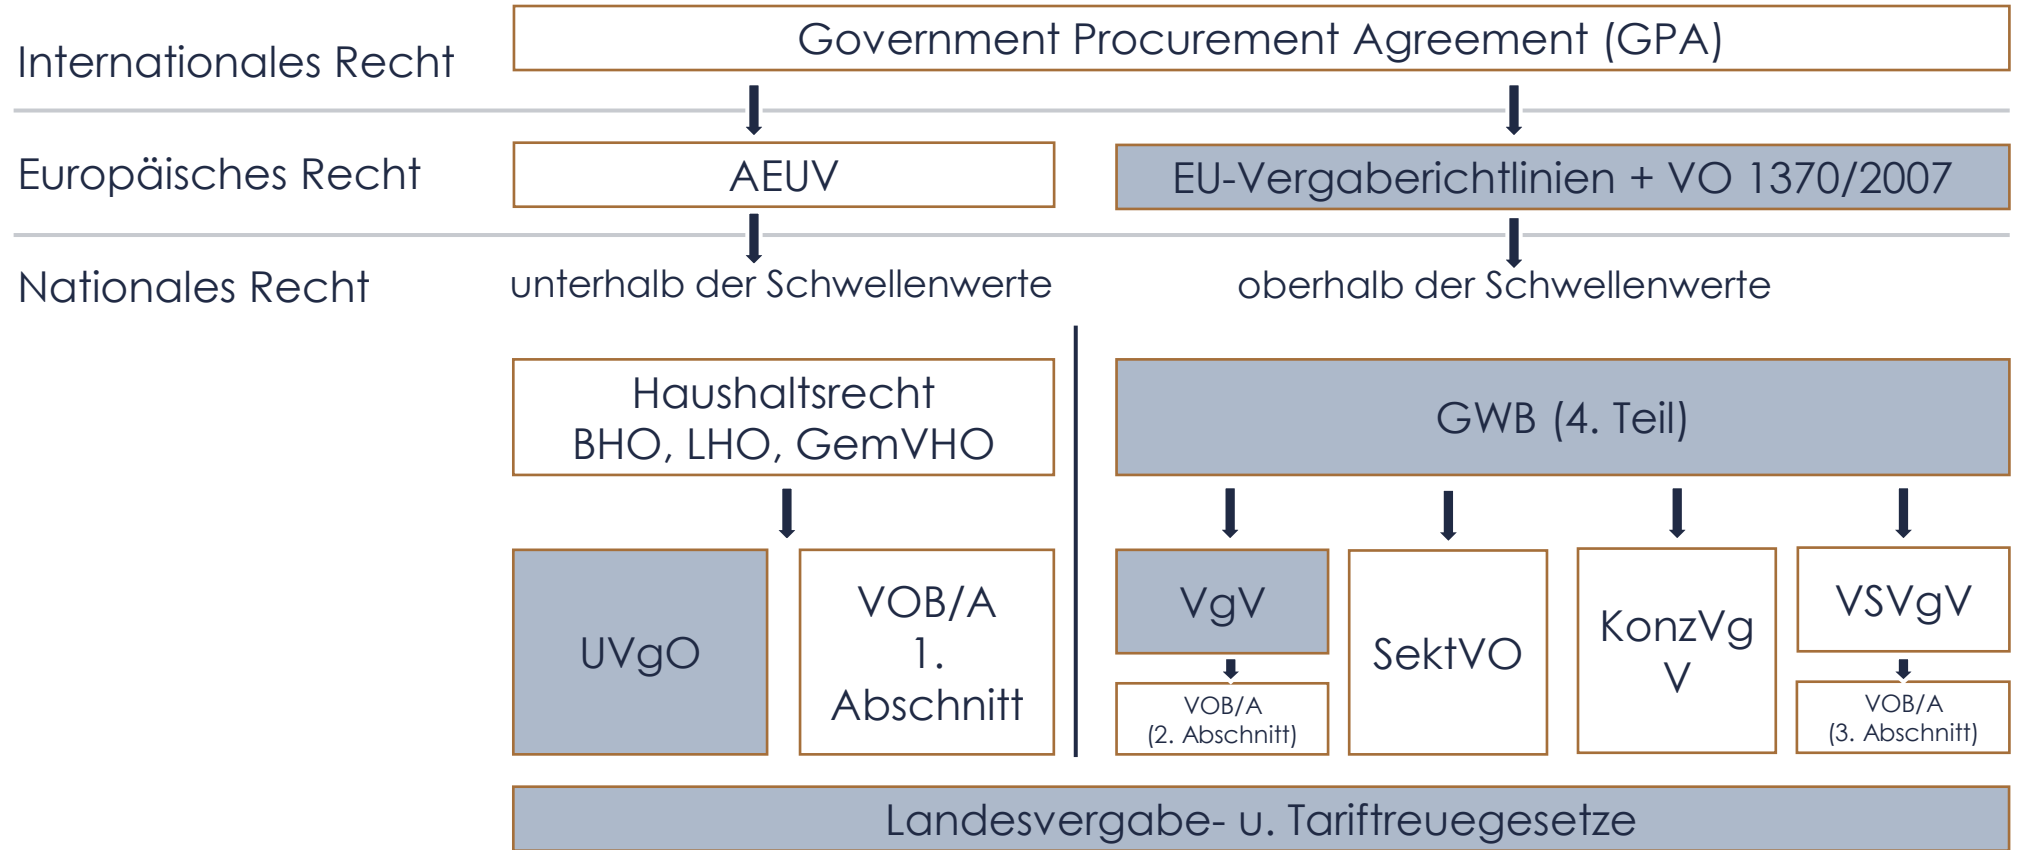 Internationales Recht
Government Procurement Agreement (GPA)
Europäisches Recht
AEUV
EU-Vergaberichtlinien + VO 1370/2007
Nationales Recht
unterhalb der Schwellenwerte
oberhalb der Schwellenwerte
Haushaltsrecht
BHO, LHO, GemVHO
GWB (4. Teil)
UVgO
VOB/A
1.
Abschnitt
VgV
VOB/A
(2. Abschnitt)
SektVO
KonzVg
V
VSVgV
VOB/A
(3. Abschnitt)
Landesvergabe- u. Tariftreuegesetze